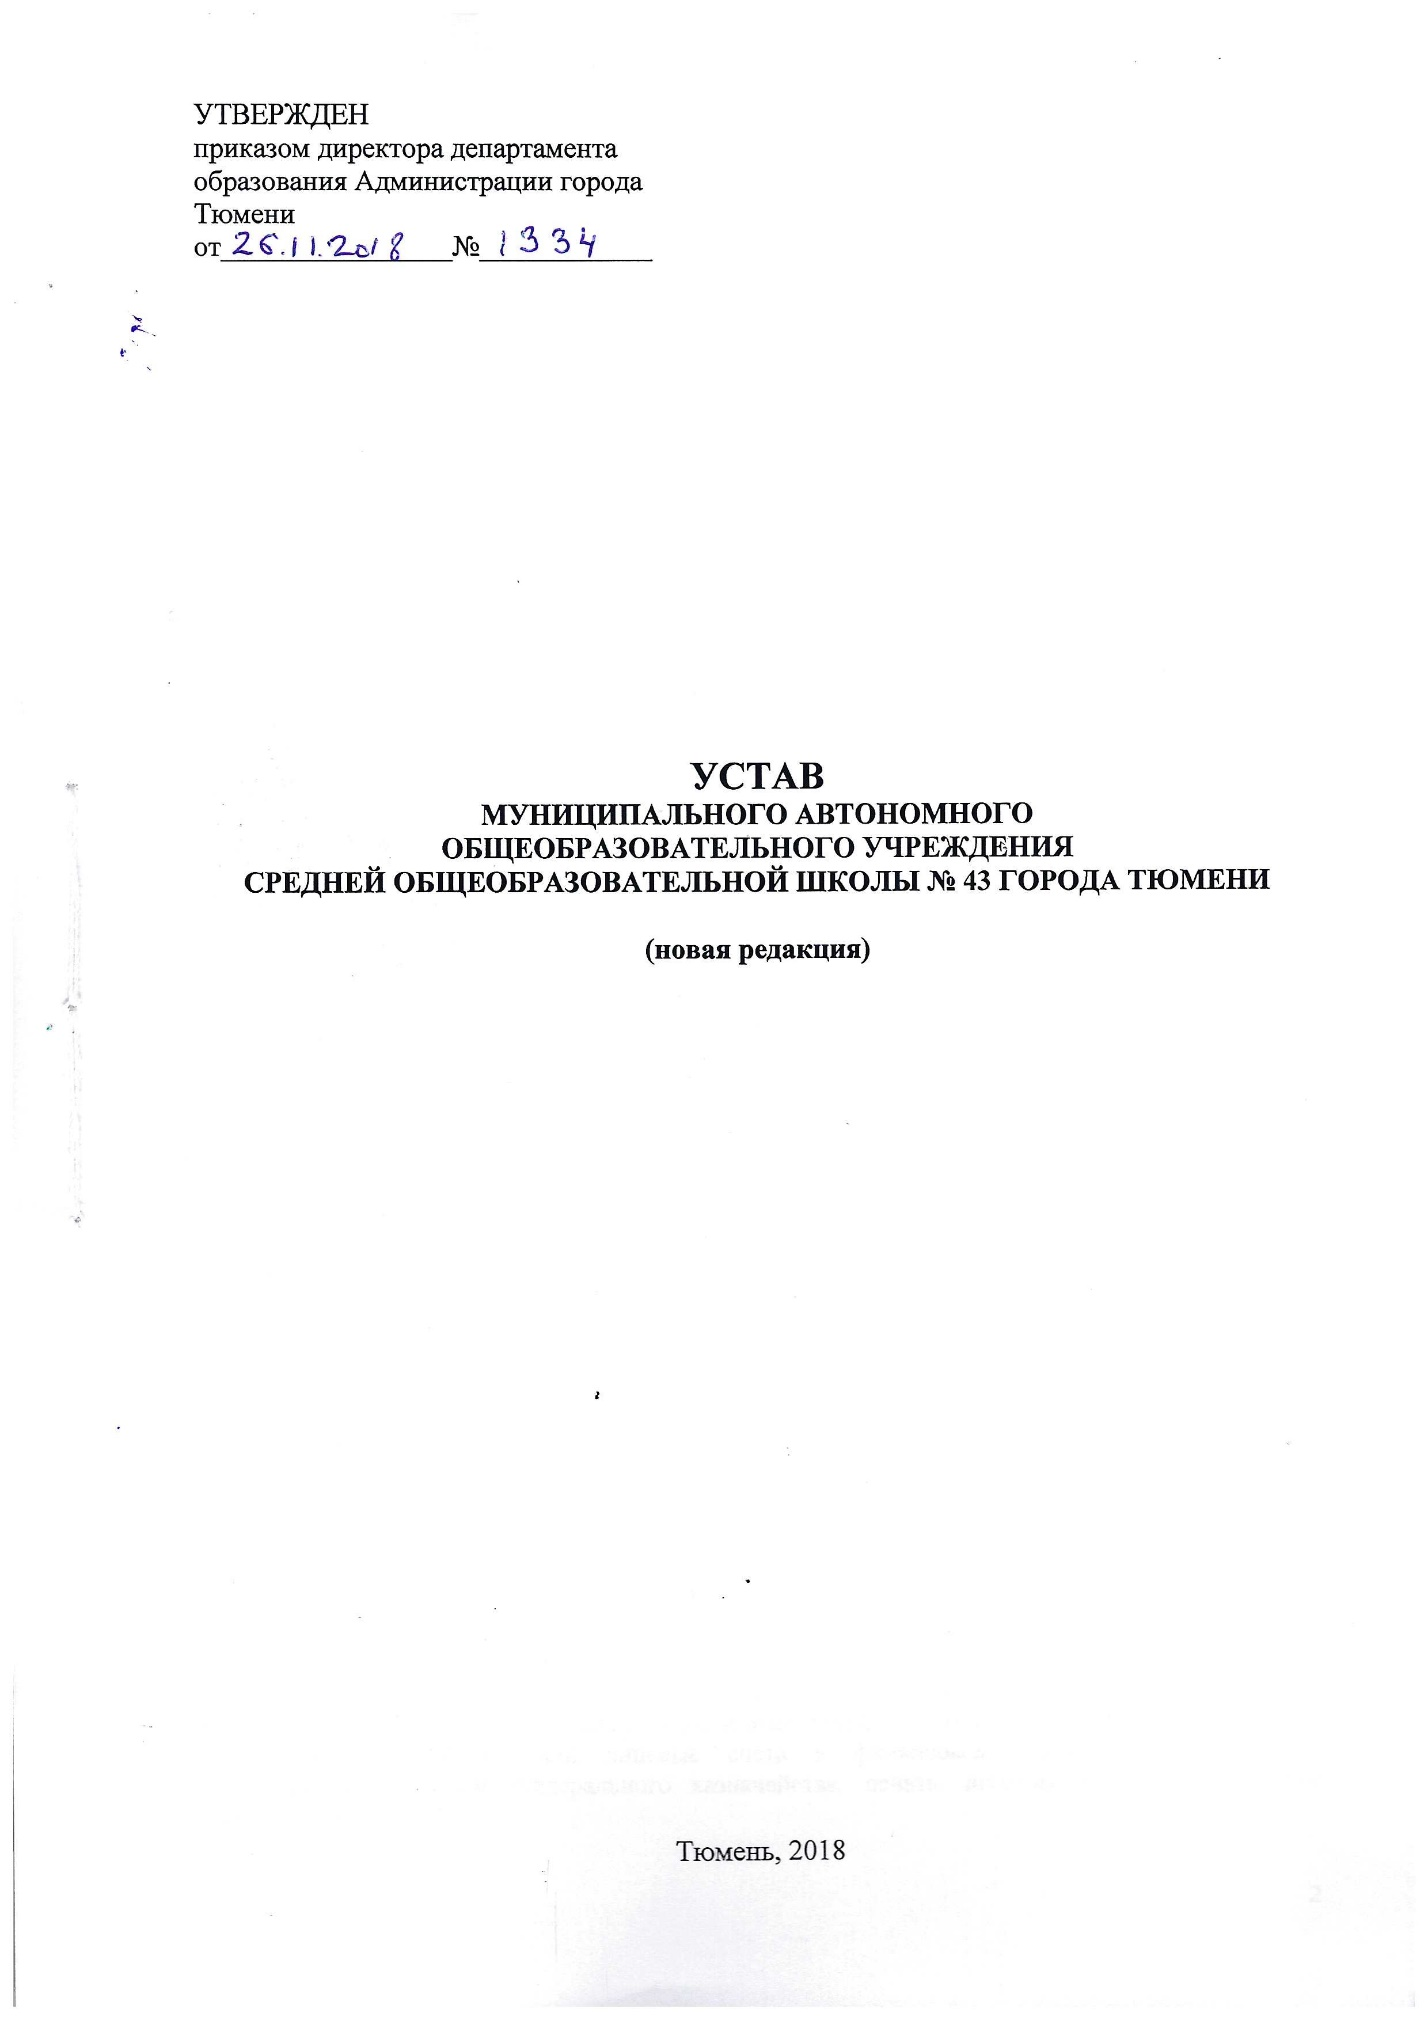 УТВЕРЖДЕН
приказом директора департамента
образования Администрации города
Тюмени
от 26.11.2018 № 1334
УСТАВ
МУНИЦИПАЛЬНОГО АВТОНОМНОГО
ОБЩЕОБРАЗОВАТЕЛЬНОГО УЧРЕЖДЕНИЯ
СРЕДНЕЙ ОБЩЕОБРАЗОВАТЕЛЬНОЙ ШКОЛЫ № 43 ГОРОДА ТЮМЕНИ
(новая редакция)
Тюмень, 2018